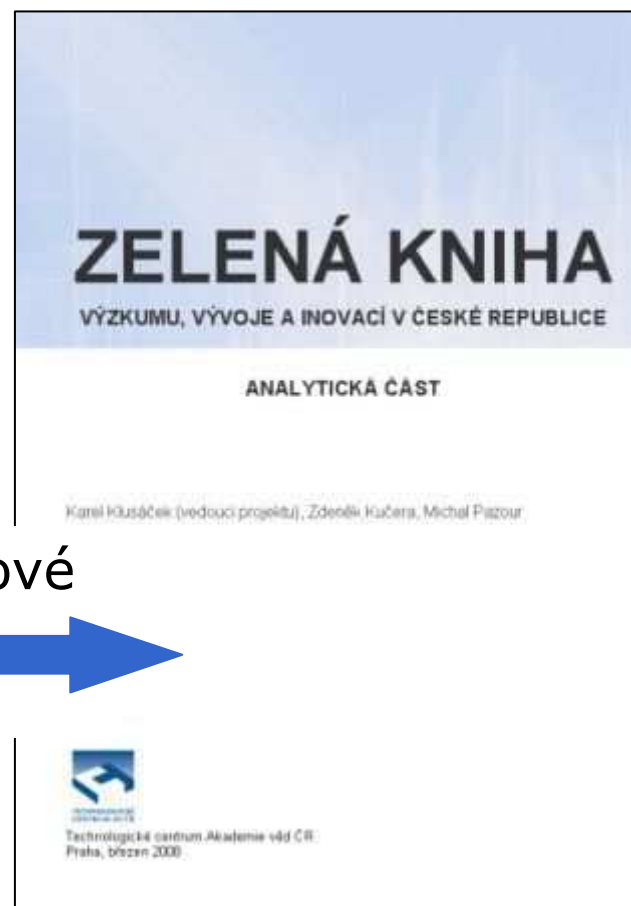 ZELENÁ KNIHA
VÝZKUMU, VÝVOJE A INOVACÍ V ČESKÉ REPUBLICE
ANALYTICKÁ ČÁST
Karel Klusáček (vedoucí projektu), Zdeněk Kučera, Michal Pazour
ové
Technologické centrum Akademie věd ČR
Praha, březen 2008